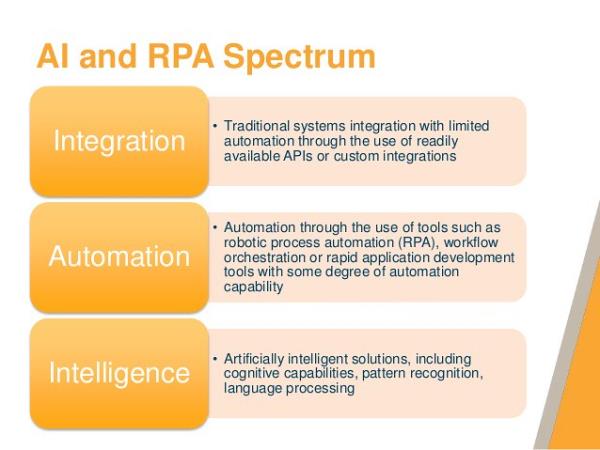 AI and RPA Spectrum
Integration
• Traditional systems integration with limited
automation through the use of readily
available APIs or custom integrations
Automation
• Automation through the use of tools such as
robotic process automation (RPA), workflow
orchestration or rapid application development
tools with some degree of automation
capability
Intelligence
• Artificially intelligent solutions, including
cognitive capabilities, pattern recognition,
language processing